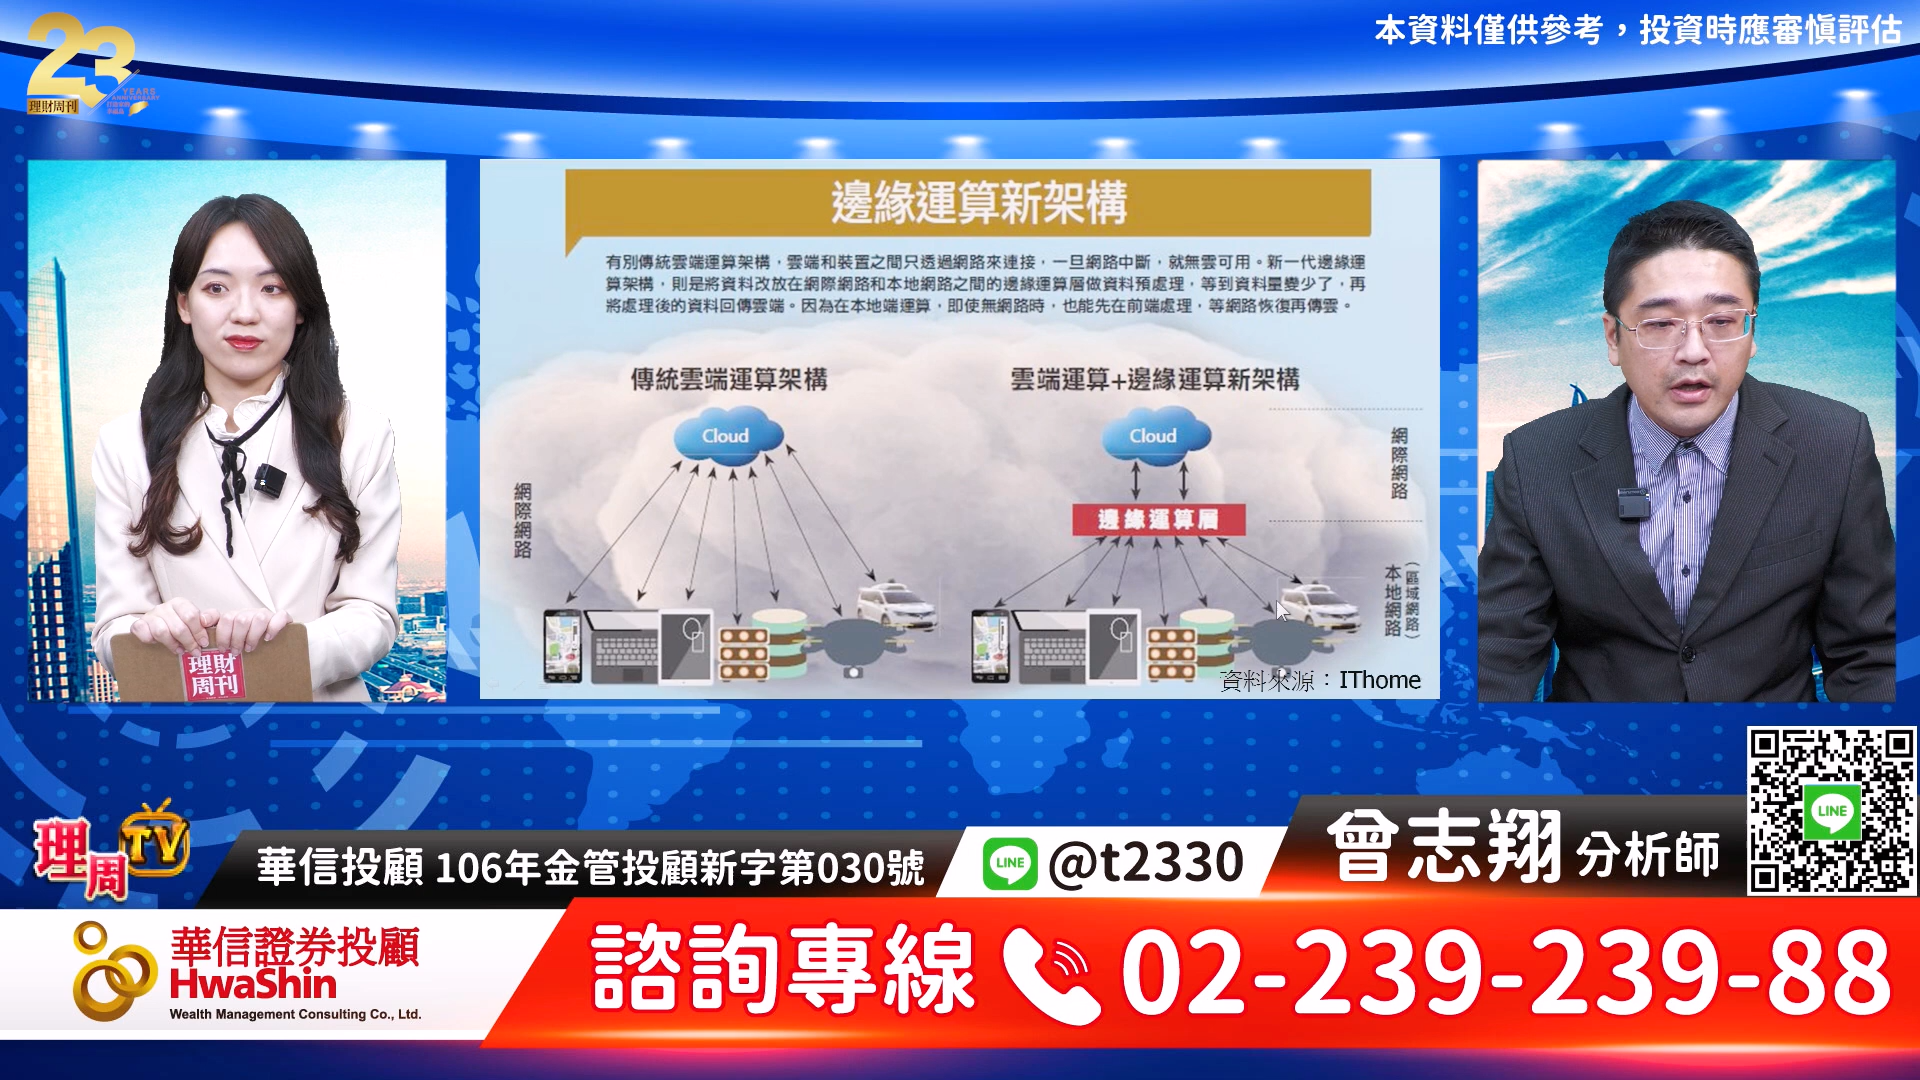 本資料僅供參考，投資時應審慎評估
23
YEARS
ANNIVERSARY
理財周刊
邊緣運算新架構
有別傳統雲端運算架構，雲端和裝置之間只透過網路來連接，一旦網路中斷，就無雲可用。新一代邊緣運
算架構，則是將資料改放在網際網路和本地網路之間的邊緣運算層做資料預處理，等到資料量變少了，再
將處理後的資料回傳雲端。因為在本地端運算，即使無網路時，也能先在前端處理，等網路恢復再傳雲。
傳統雲端運算架構
雲端運算+邊緣運算新架構
Cloud
Cloud
網際網路
網際網路
邊緣運算層
本地網路
（區域網路）
資料來源：IThome
理財
周刊
理周TV
華信投顧 106年金管投顧新字第030號
LINE
@t2330
曾志翔 分析師
LINE
華信證券投顧
HwaShin
Wealth Management Consulting Co., Ltd.
諮詢專線 02-239-239-88